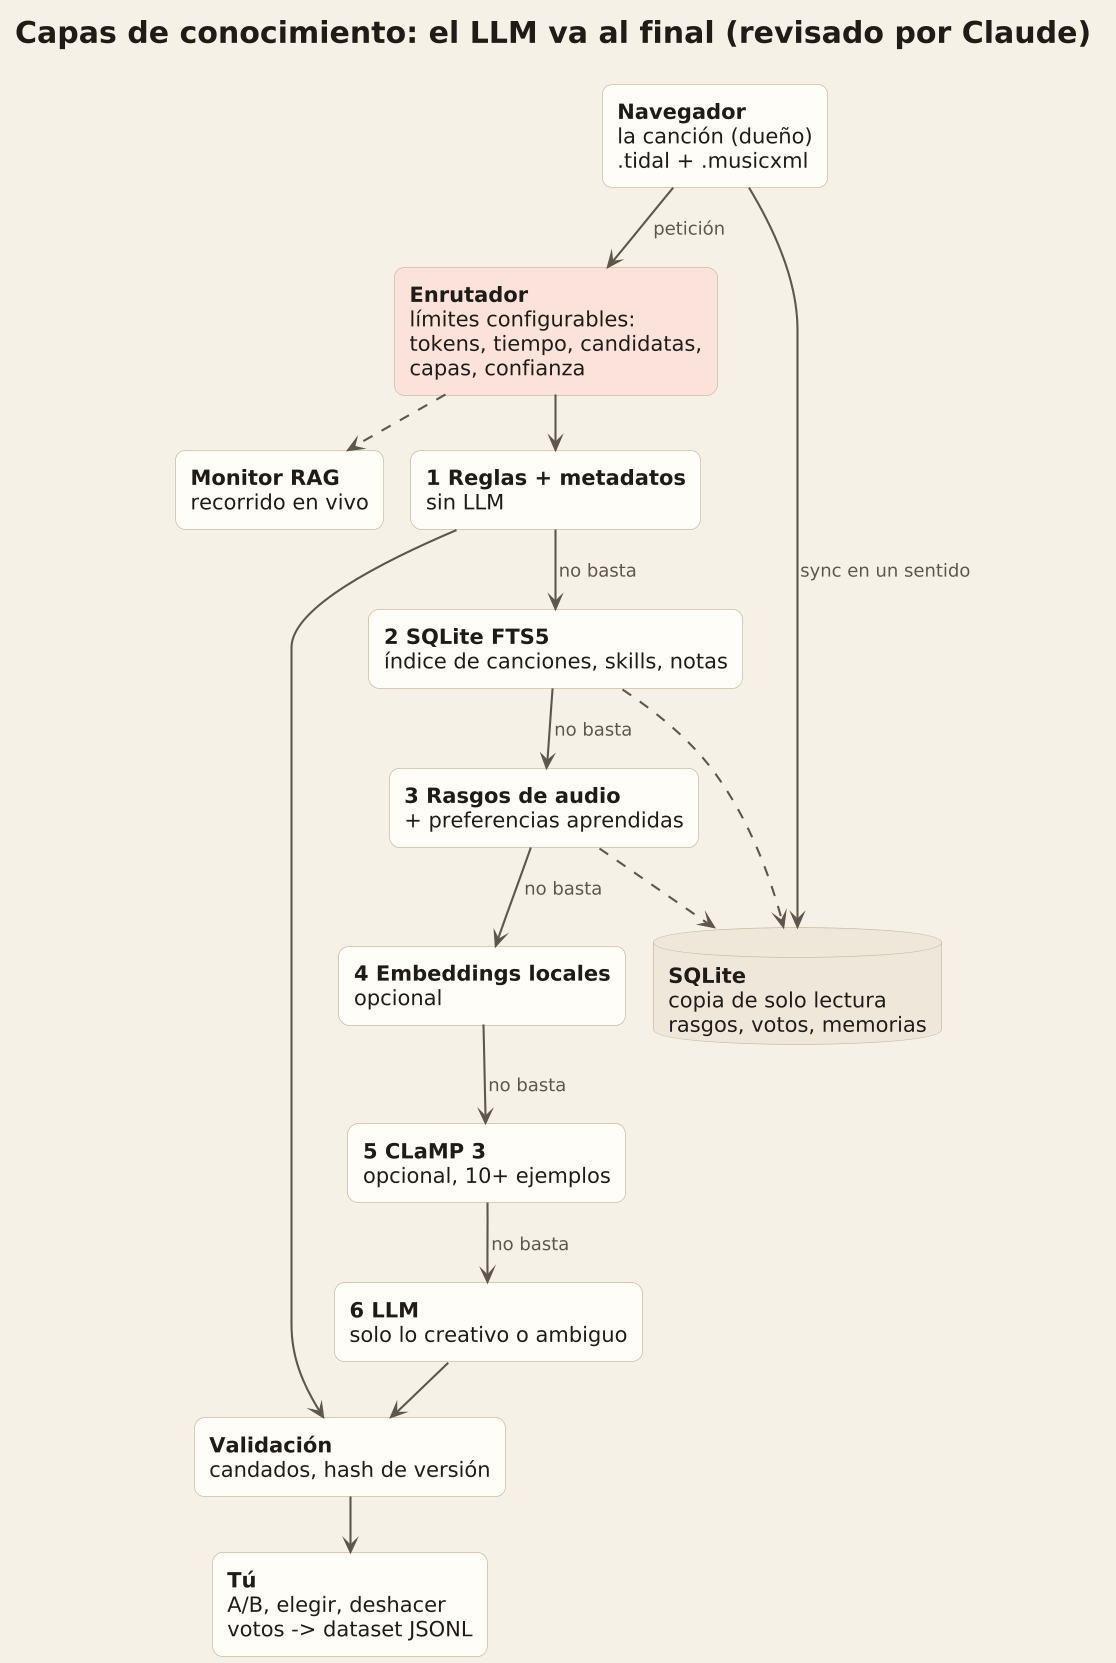 Capas de conocimiento: el LLM va al final (revisado por Claude)
Navegador
la canción (dueño)
.tidal + .musicxml
petición
Enrutador
límites configurables:
tokens, tiempo, candidatas,
capas, confianza
Monitor RAG
recorrido en vivo
1 Reglas + metadatos
sin LLM
no basta
sync en un sentido
2 SQLite FTS5
índice de canciones, skills, notas
no basta
3 Rasgos de audio
+ preferencias aprendidas
no basta
4 Embeddings locales
opcional
SQLite
copia de solo lectura
rasgos, votos, memorias
no basta
5 CLaMP 3
opcional, 10+ ejemplos
no basta
6 LLM
solo lo creativo o ambiguo
Validación
candados, hash de versión
Tú
A/B, elegir, deshacer
votos -> dataset JSONL